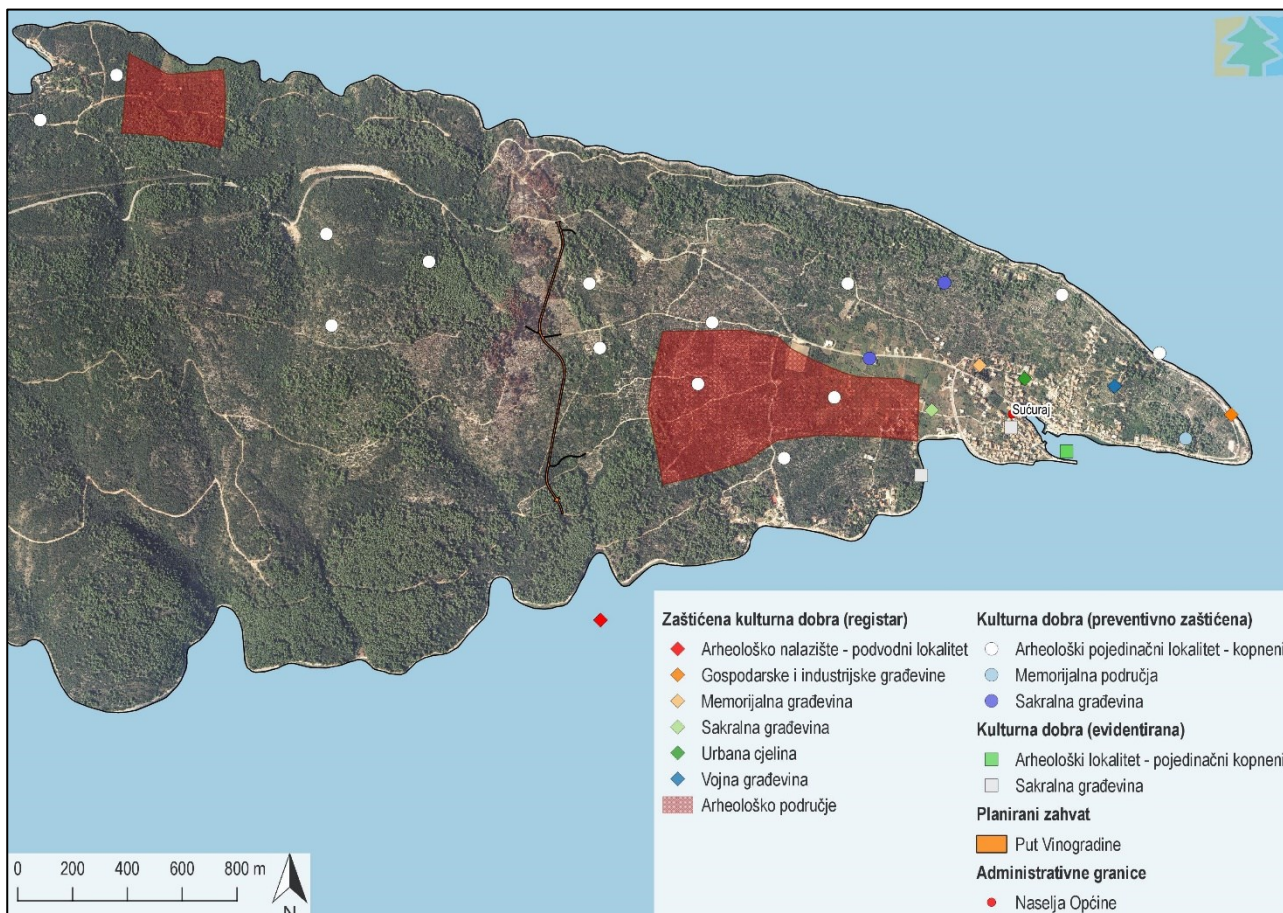 Sućuraj
Zaštićena kulturna dobra (registar)
Arheološko nalazište - podvodni lokalitet
Gospodarske i industrijske građevine
Memorijalna građevina
Sakralna građevina
Urbana cjelina
Vojna građevina
Arheološko područje
Kulturna dobra (preventivno zaštićena)
Arheološki pojedinačni lokalitet - kopneni
Memorijalna područja
Sakralna građevina
Kulturna dobra (evidentirana)
Arheološki lokalitet - pojedinačni kopneni
Sakralna građevina
Planirani zahvat
Put Vinogradine
Administrativne granice
Naselja Općine
0 200 400 600 800 m
N